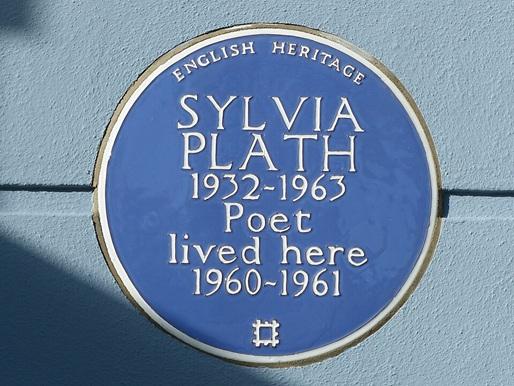 ENGLISH HERITAGE
SYLVIA
PLATH
1932-1963
Poet
lived here
1960-1961